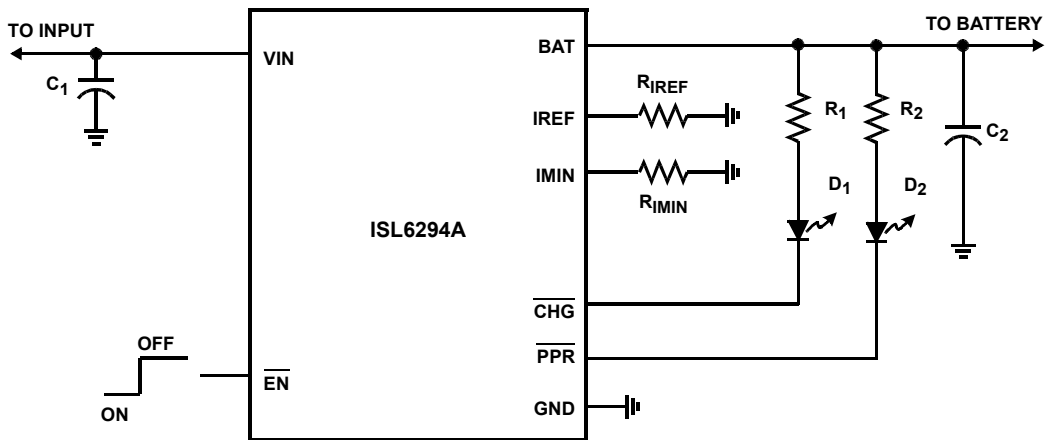 TO INPUT
TO BATTERY
VIN
BAT
C1
RIREF
IREF
R1
R2
C2
IMIN
RIMIN
D1
D2
ISL6294A
CHG
OFF
PPR
EN
ON
GND